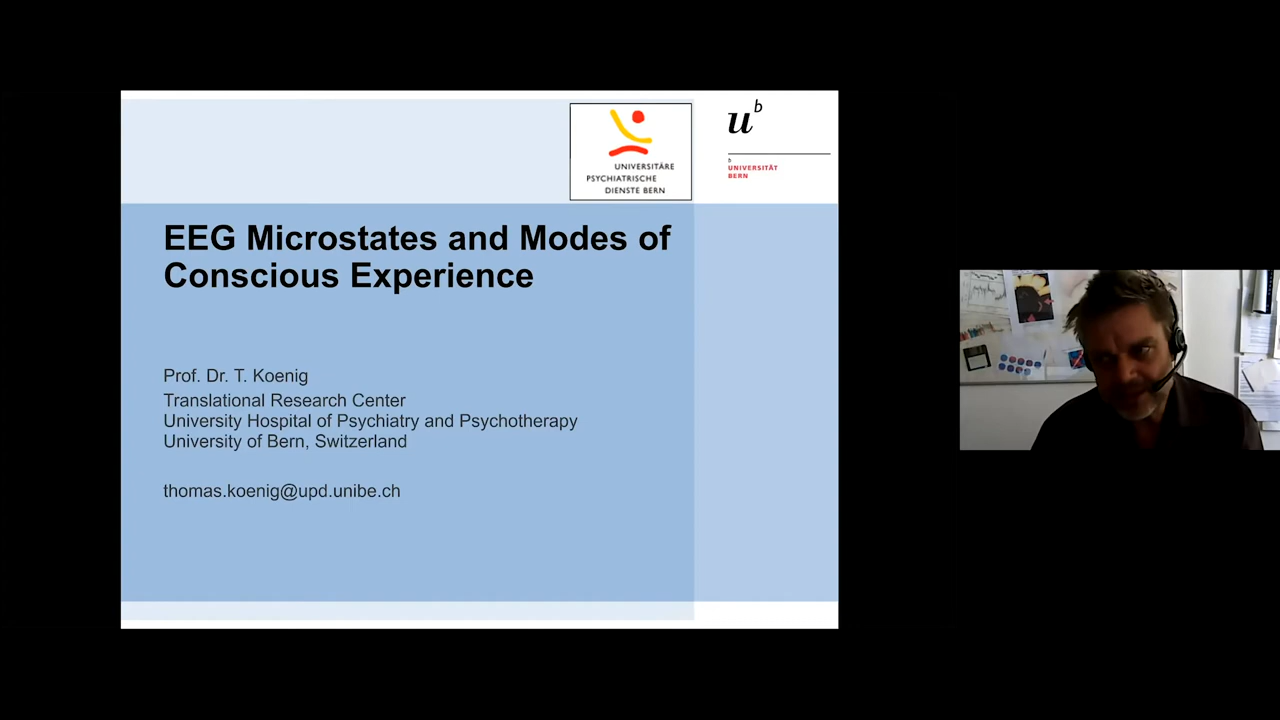 UNIVERSITÄRE
PSYCHIATRISCHE
DIENSTE BERN
u b
b
UNIVERSITÄT
BERN
EEG Microstates and Modes of
Conscious Experience
Prof. Dr. T. Koenig
Translational Research Center
University Hospital of Psychiatry and Psychotherapy
University of Bern, Switzerland
thomas.koenig@upd.unibe.ch